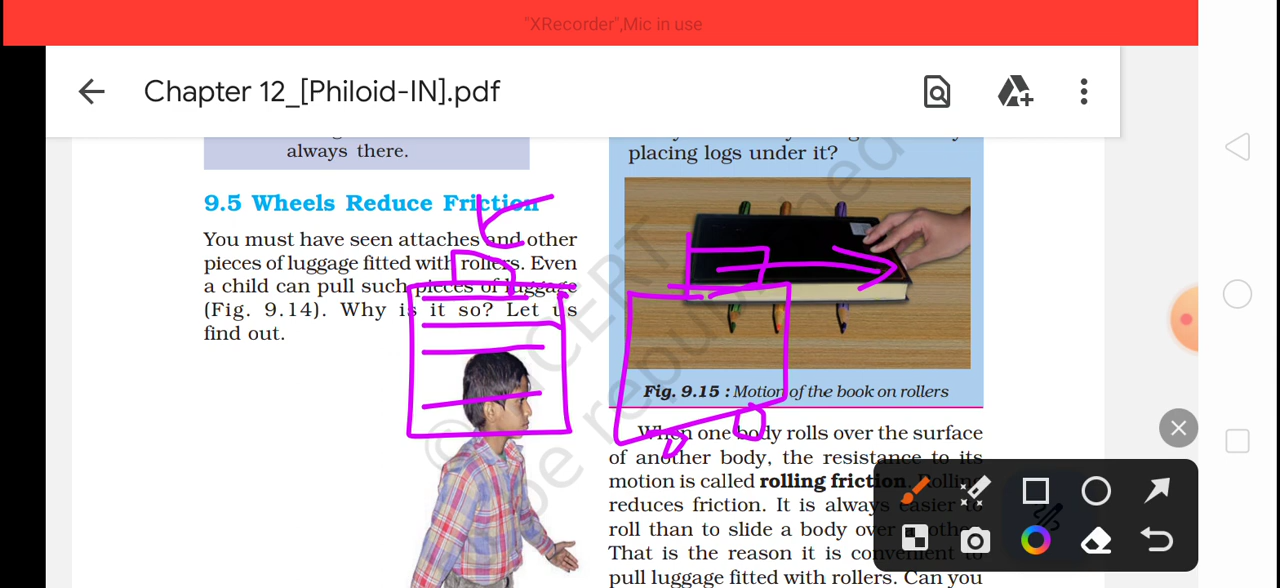 "XRecorder",Mic in use
Chapter 12_[Philoid-IN].pdf
always there.
9.5 Wheels Reduce Friction
You must have seen attaches and other
pieces of luggage fitted with rollers. Even
a child can pull such pieces of luggage
(Fig. 9.14). Why is it so? Let us
find out.
placing logs under it?
Fig. 9.15 : Motion of the book on rollers
When one body rolls over the surface
of another body, the resistance to its
motion is called rolling friction. Rolling
reduces friction. It is always easier to
roll than to slide a body over another.
That is the reason it is convenient to
pull luggage fitted with rollers. Can you
©NCERT
be republished